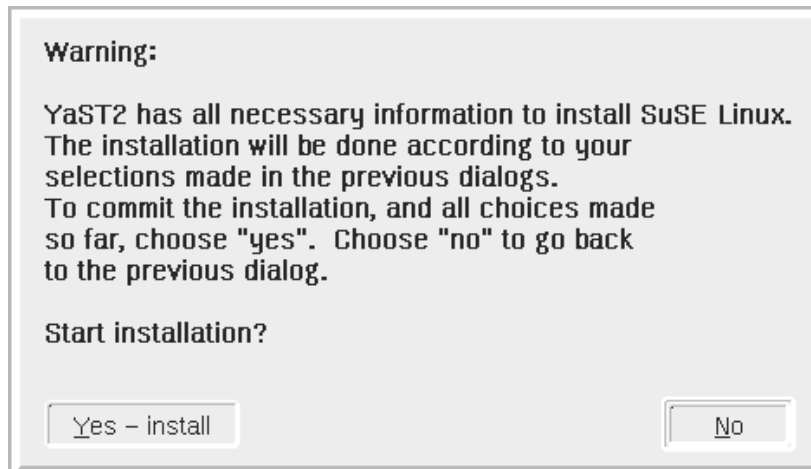 Warning:
YaST2 has all necessary information to install SuSE Linux.
The installation will be done according to your
selections made in the previous dialogs.
To commit the installation, and all choices made
so far, choose "yes".  Choose "no" to go back
to the previous dialog.
Start installation?
Yes – install
No